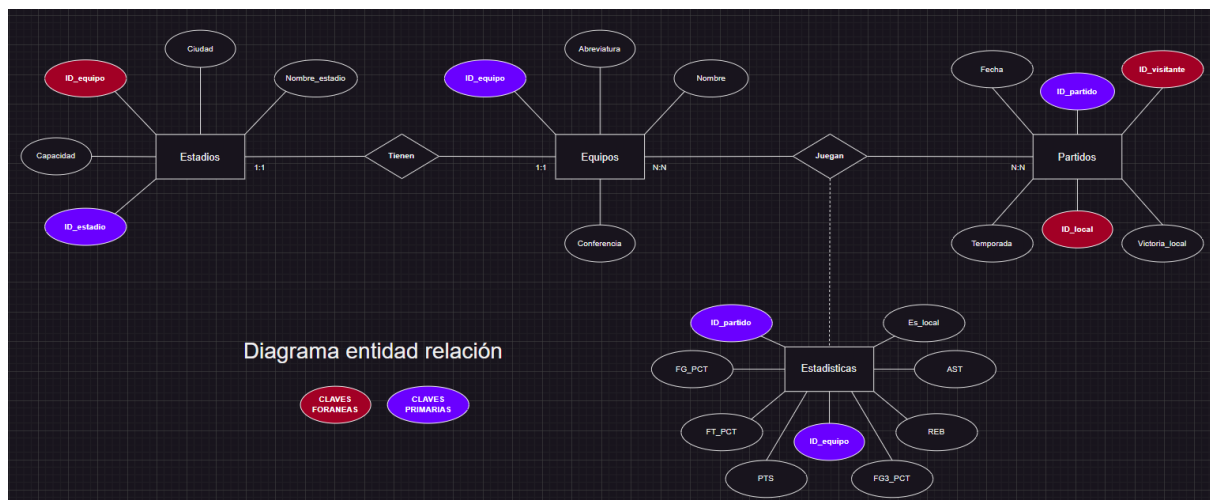 Ciudad
Abreviatura
ID_equipo
Nombre_estadio
ID_equipo
Nombre
Fecha
ID_visitante
ID_partido
Capacidad
Estadios
1:1
Tienen
1:1
Equipos
N:N
Juegan
N:N
Partidos
ID_estadio
Conferencia
Temporada
ID_local
Victoria_local
Diagrama entidad relación
CLAVES
FORANEAS
CLAVES
PRIMARIAS
ID_partido
Es_local
FG_PCT
Estadisticas
AST
FT_PCT
ID_equipo
REB
PTS
FG3_PCT